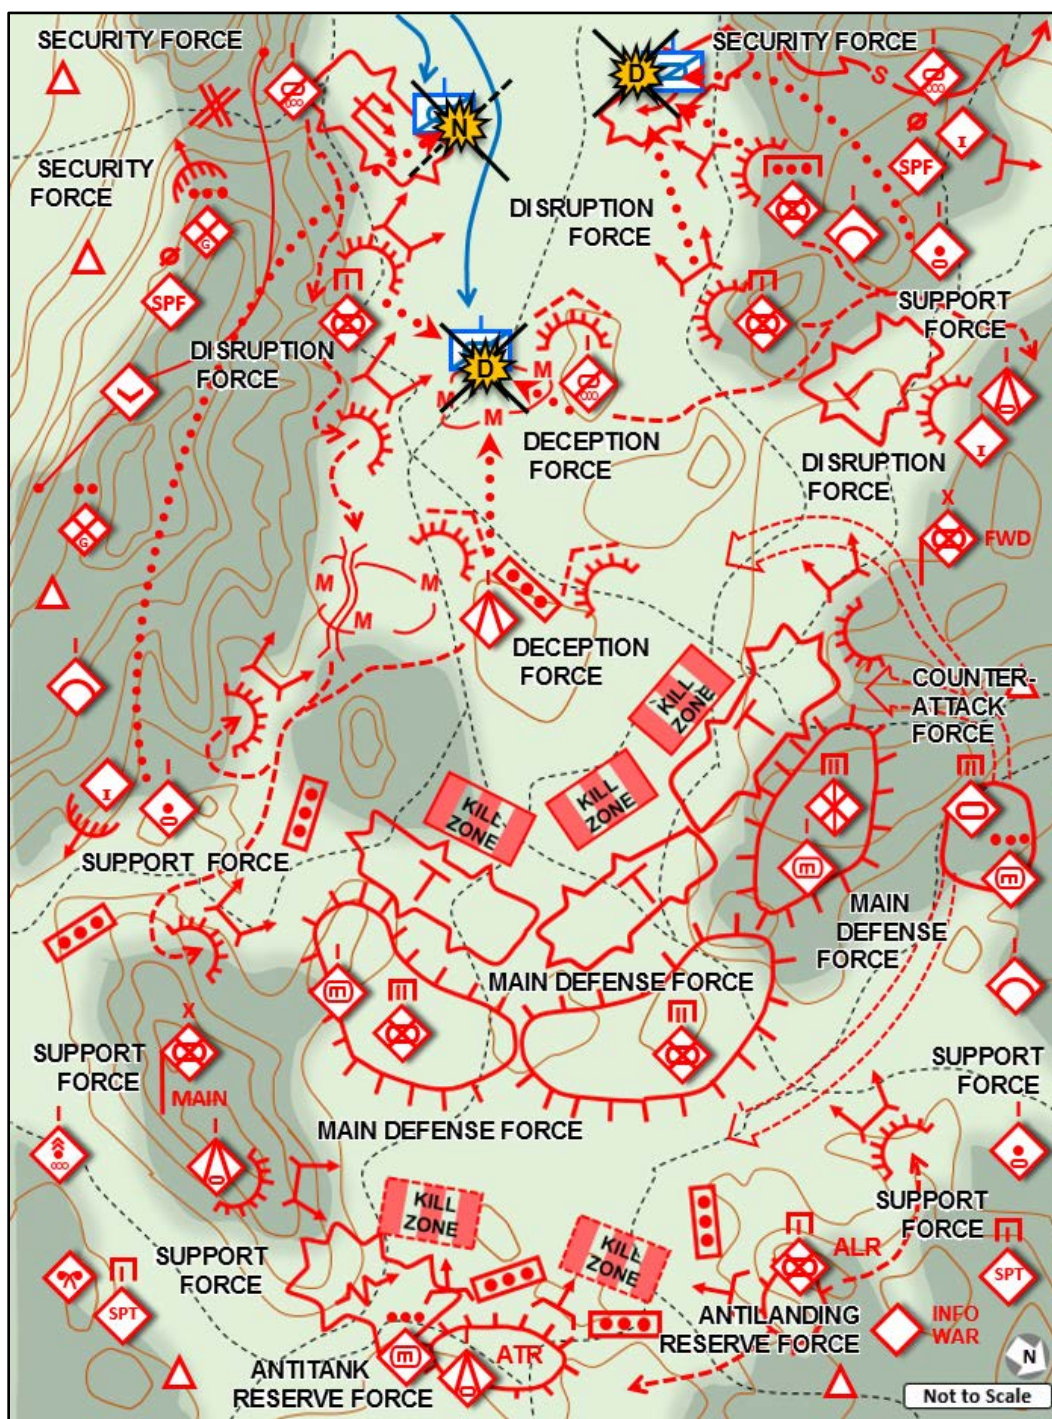 SECURITY FORCE
SECURITY FORCE
D
N
S
I
SPF
SECURITY
FORCE
DISRUPTION
FORCE
G
SPF
SUPPORT
FORCE
DISRUPTION
FORCE
D
M
M
M
I
DECEPTION
FORCE
DISRUPTION
FORCE
X
FWD
G
M
M
M
DECEPTION
FORCE
COUNTER-
ATTACK
FORCE
KILL
ZONE
KILL
ZONE
KILL
ZONE
I
m
m
SUPPORT FORCE
MAIN
DEFENSE
FORCE
MAIN DEFENSE FORCE
m
X
MAIN
SUPPORT
FORCE
SUPPORT
FORCE
MAIN DEFENSE FORCE
KILL
ZONE
KILL
ZONE
SUPPORT
FORCE
SUPPORT
FORCE
ALR
SPT
SPT
INFO
WAR
ANTILANDING
RESERVE FORCE
m
ATR
ANTITANK
RESERVE FORCE
N
Not to Scale